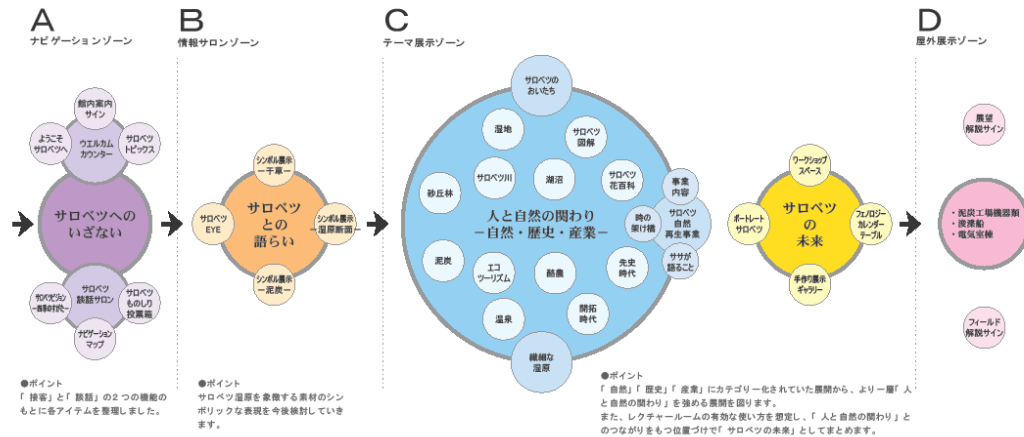 A
ナビゲーションゾーン
館内案内
サイン
ようこそ
サロベツへ
ウエルカム
カウンター
サロベツ
トピックス
サロベツへの
いざない
サロベツ
談話サロン
サロベツ
ものしり
投票箱
ナビゲーション
マップ
●ポイント
「 接客」と「 談話」の２つの機能の
もとに各アイテムを整理しました。
B
情報サロンゾーン
シンボル展示
ー干草ー
サロベツ
EYE
サロベツ
との
語らい
シンボル展示
ー湿原断面ー
シンボル展示
ー泥炭ー
●ポイント
サロベツ湿原を象徴する素材のシン
ボリックな表現を今後検討していき
ます。
C
テーマ展示ゾーン
サロベツの
おいたち
湿地
サロベツ
図解
砂丘林
サロベツ川
湖沼
サロベツ
花百科
事業
内容
人と自然の関わり
－自然・歴史・産業－
時の
架け橋
サロベツ
自然
再生事業
ササが
語ること
泥炭
エコ
ツーリズム
酪農
先史
時代
温泉
開拓
時代
繊細な
湿原
ワークショップ
スペース
ポートレート
サロベツ
サロベツ
の
未来
フェノロジー
カレンダー
テーブル
手作り展示
ギャラリー
●ポイント
「 自然」「 歴史」「 産業」にカテゴリー化されていた展開から、より一層「 人
と自然の関わり」を強める展開を図ります。
また、レクチャールームの有効な使い方を想定し、「 人と自然の関わり」と
のつながりをもつ位置づけで「 サロベツの未来」としてまとめます。
D
屋外展示ゾーン
展望
解説サイン
・泥炭工場機器類
・浚渫船
・電気室棟
フィールド
解説サイン